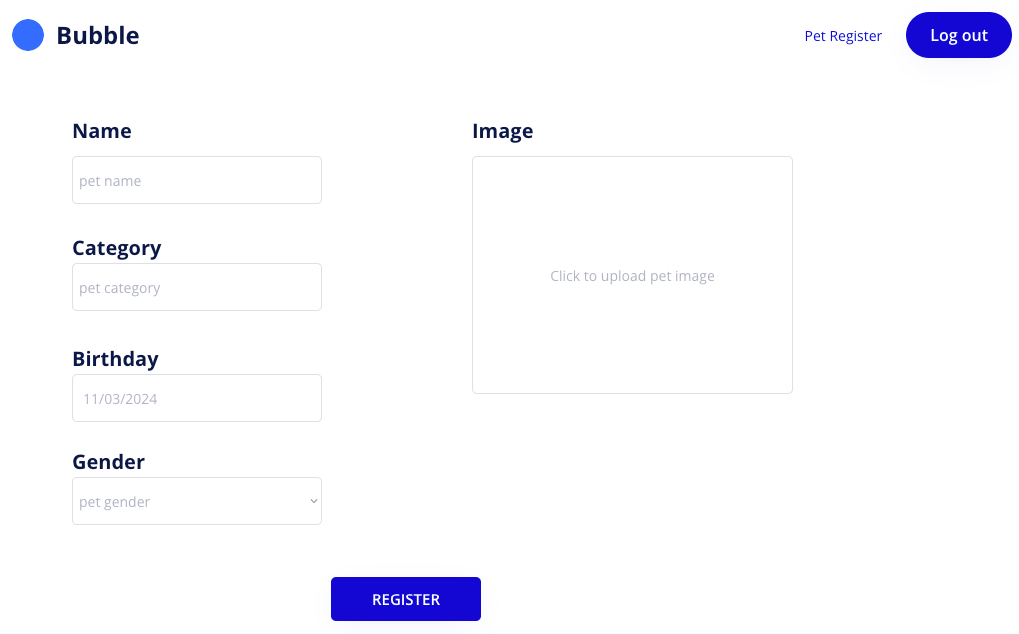 Bubble
Pet Register
Log out
Name
pet name
Category
pet category
Birthday
11/03/2024
Gender
pet gender
Image
Click to upload pet image
REGISTER